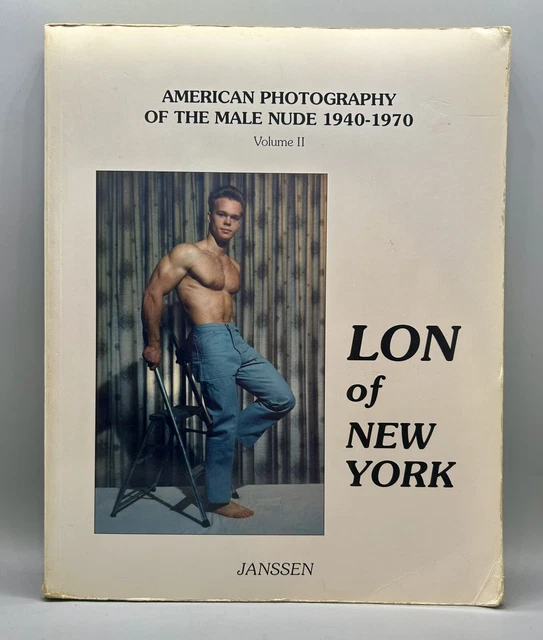 AMERICAN PHOTOGRAPHY
OF THE MALE NUDE 1940-1970
Volume II
LON
of
NEW
YORK
JANSSEN